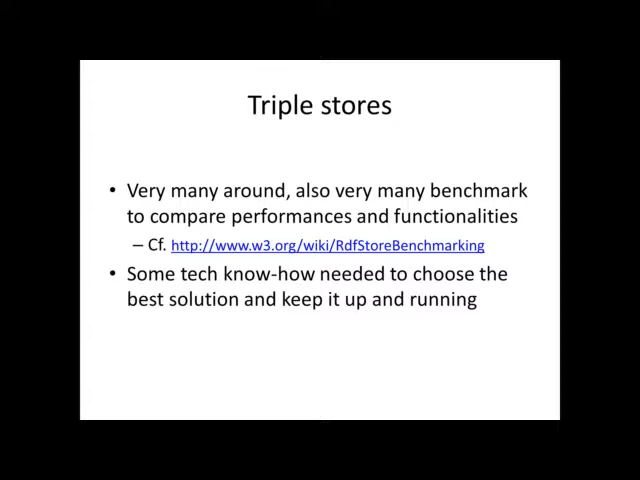 Triple stores
• Very many around, also very many benchmark
to compare performances and functionalities
– Cf. http://www.w3.org/wiki/RdfStoreBenchmarking
• Some tech know-how needed to choose the
best solution and keep it up and running